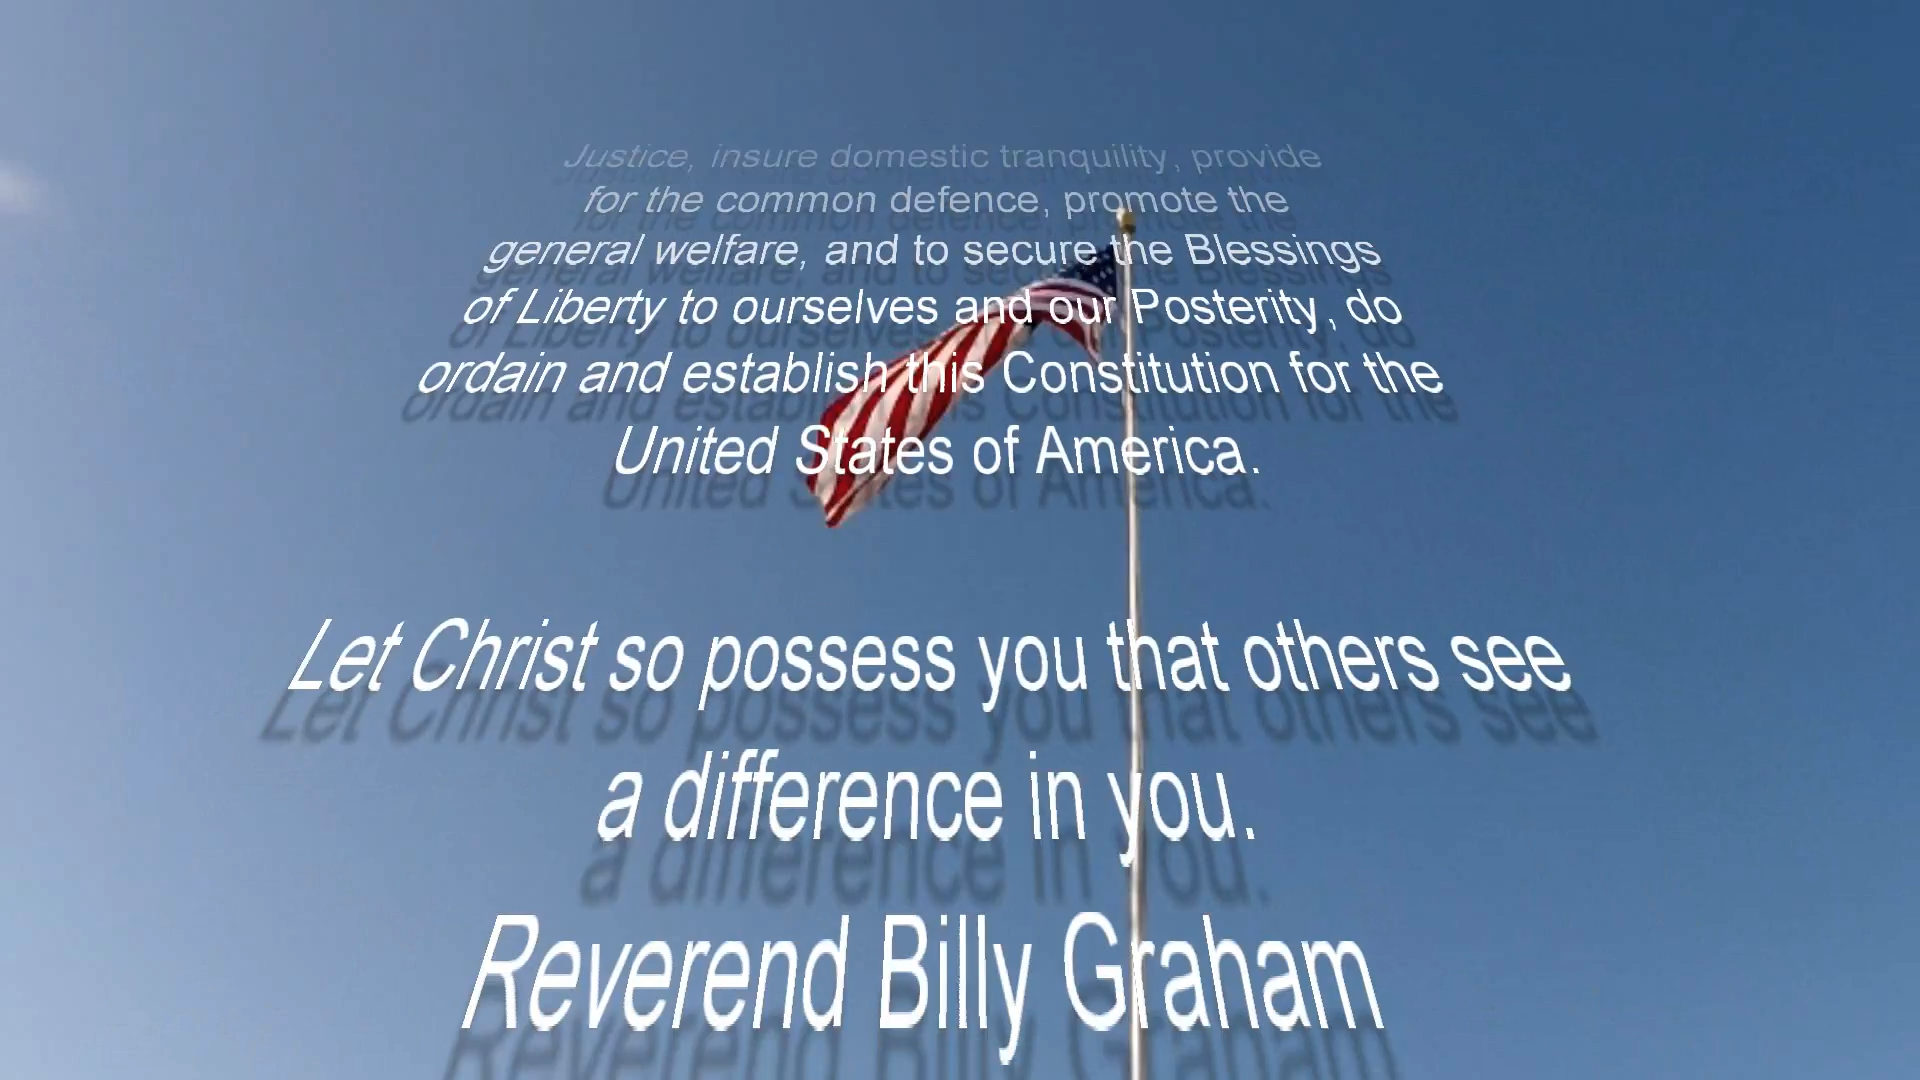 Justice, insure domestic tranquility, provide
for the common defence, promote the
general welfare, and to secure the Blessings
of Liberty to ourselves and our Posterity, do
ordain and establish this Constitution for the
United States of America.
Let Christ so possess you that others see
a difference in you.
Reverend Billy Graham